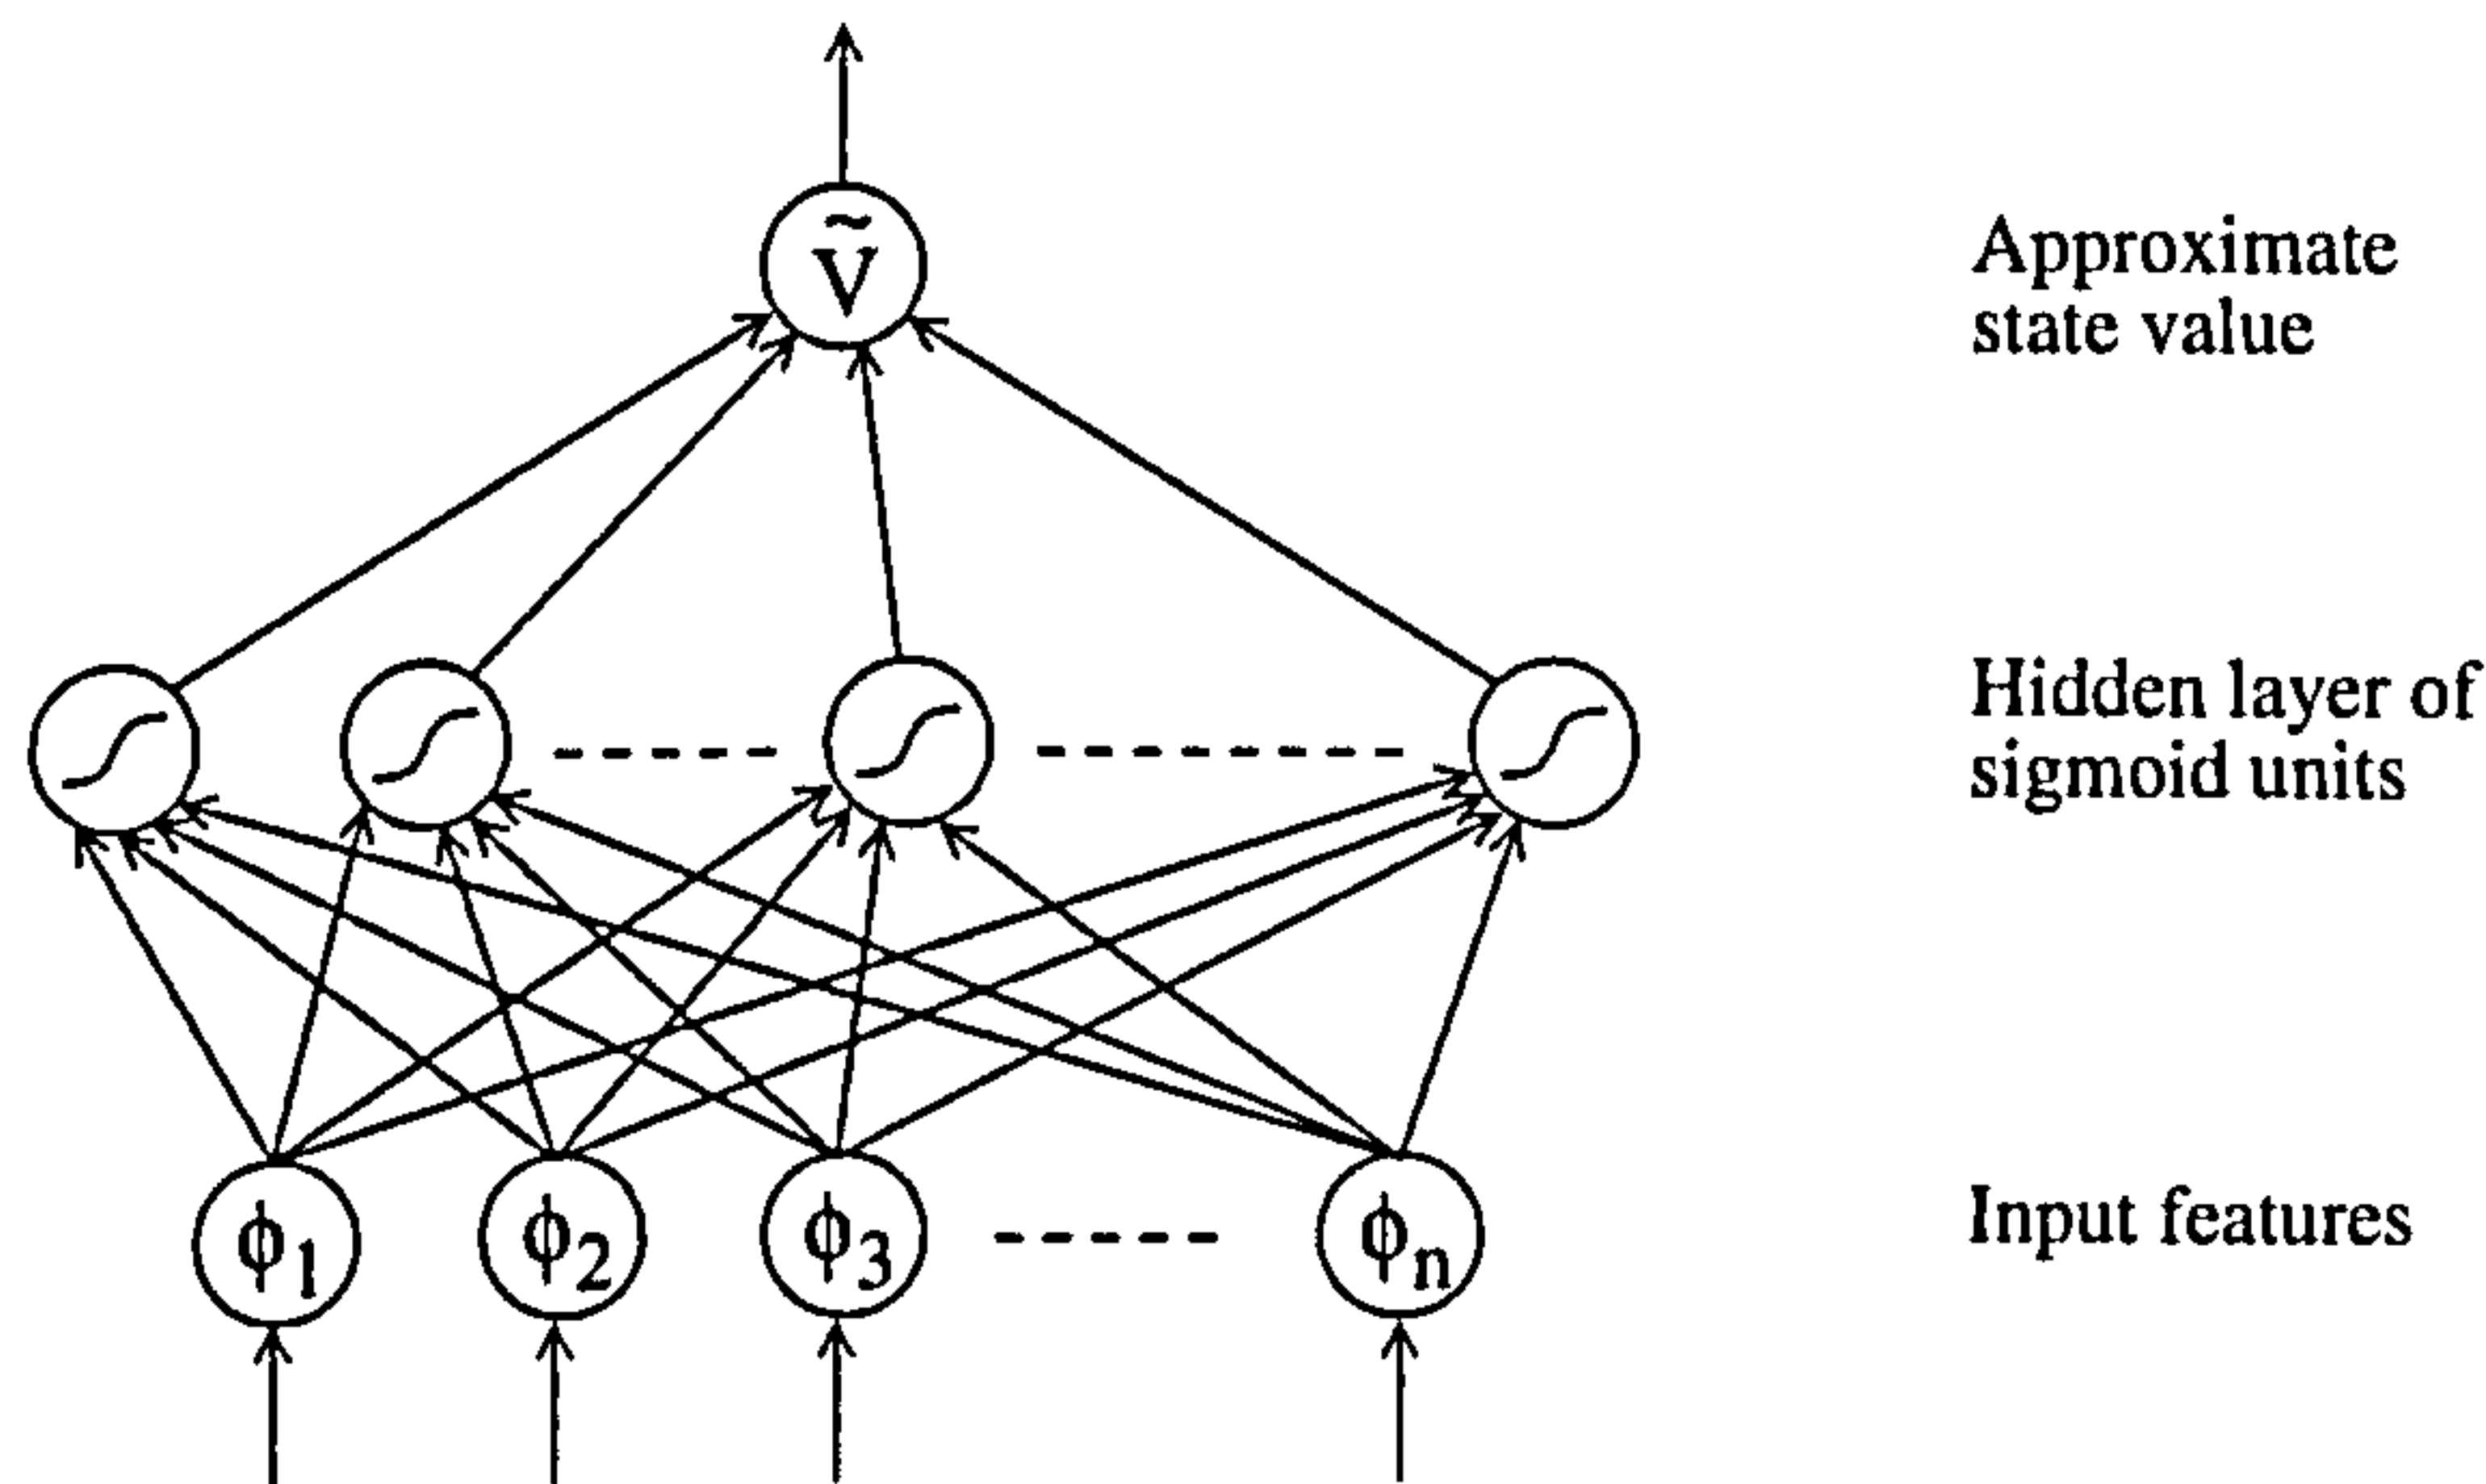 Ṽ
Approximate
state value
Hidden layer of
sigmoid units
ϕ1 ϕ2 ϕ3 ϕn
Input features